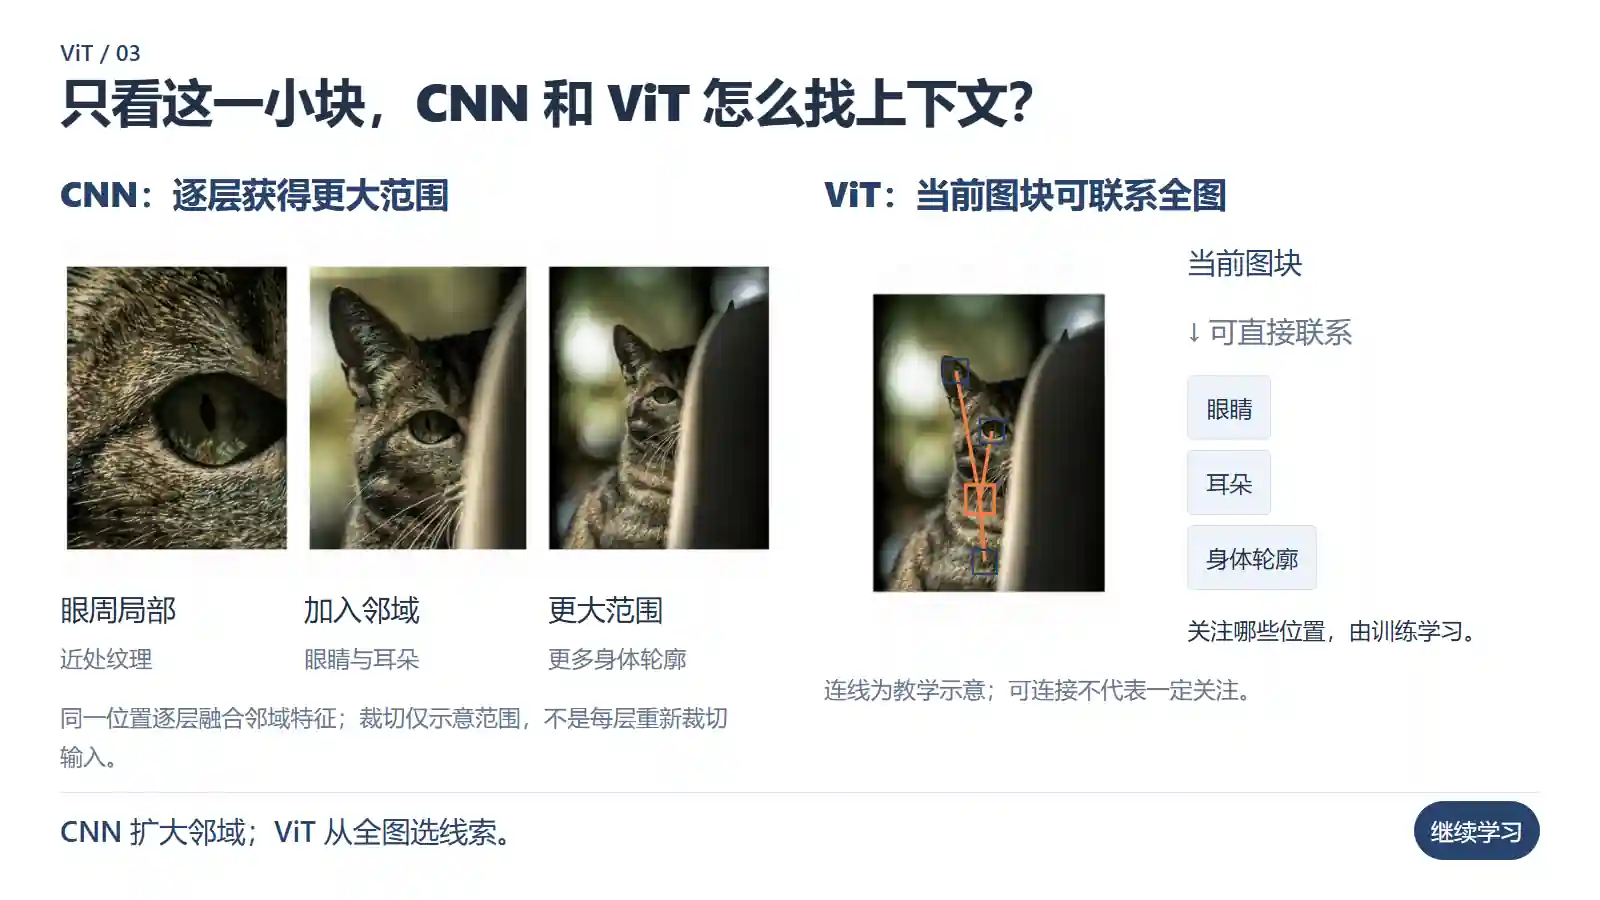 ViT / 03
只看这一小块，CNN 和 ViT 怎么找上下文？
CNN：逐层获得更大范围
眼周局部
近处纹理
加入邻域
眼睛与耳朵
更大范围
更多身体轮廓
同一位置逐层融合邻域特征；裁切仅示意范围，不是每层重新裁切
输入。
ViT：当前图块可联系全图
当前图块
↓ 可直接联系
眼睛
耳朵
身体轮廓
关注哪些位置，由训练学习。
连线为教学示意；可连接不代表一定关注。
CNN 扩大邻域；ViT 从全图选线索。
继续学习